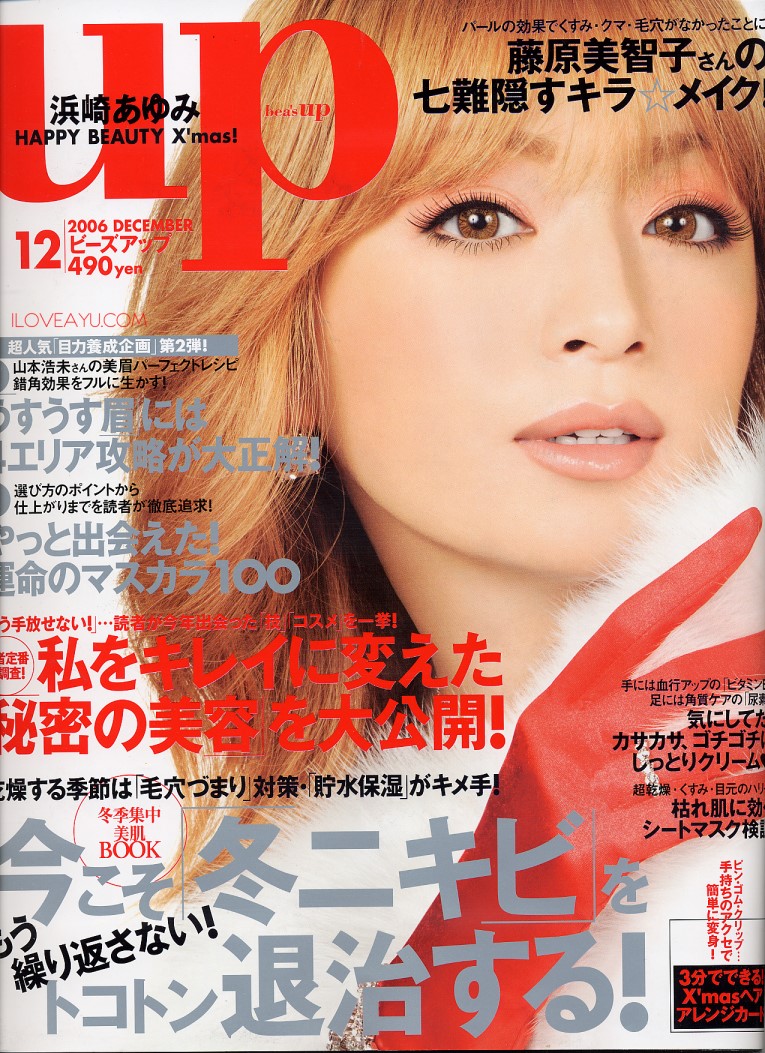 up
bea's up
パールの効果でくすみ・クマ・毛穴がなかったことに
藤原美智子さんの
七難隠すキラ☆メイク!
浜崎あゆみ
HAPPY BEAUTY X'mas!
12
2006 DECEMBER
ビーズアップ
490yen
ILOVEAYU.COM
超人気「目力養成企画」第2弾!
山本浩未さんの美眉パーフェクトレシピ
錯角効果をフルに生かす!
うすうす眉には
4エリア攻略が大正解!
選び方のポイントから
仕上がりまでを読者が徹底追求!
やっと出会えた!
運命のマスカラ100
う手放せない!」…読者が今年出会った
「コスメ」を一挙!
者定番
調査!
私をキレイに変えた
「秘密の美容」を大公開!
乾燥する季節は「毛穴づまり」対策・「貯水保湿」がキメ手!
冬季集中
美肌
BOOK
今こそ「冬ニキビ」を
もう
繰り返さない!
トコトン退治する!
手には血行アップの「ビタミンE
足には角質ケアの「尿素
気にしてた
カサカサ、ゴチゴチに
しっとりクリーム♥
超乾燥・くすみ・目元のハリ
枯れ肌に効く
シートマスク検証
ピン・ゴム・クリップ…
手持ちのアクセで
簡単に変身!
3分でできる!
X'masヘア
アレンジカード